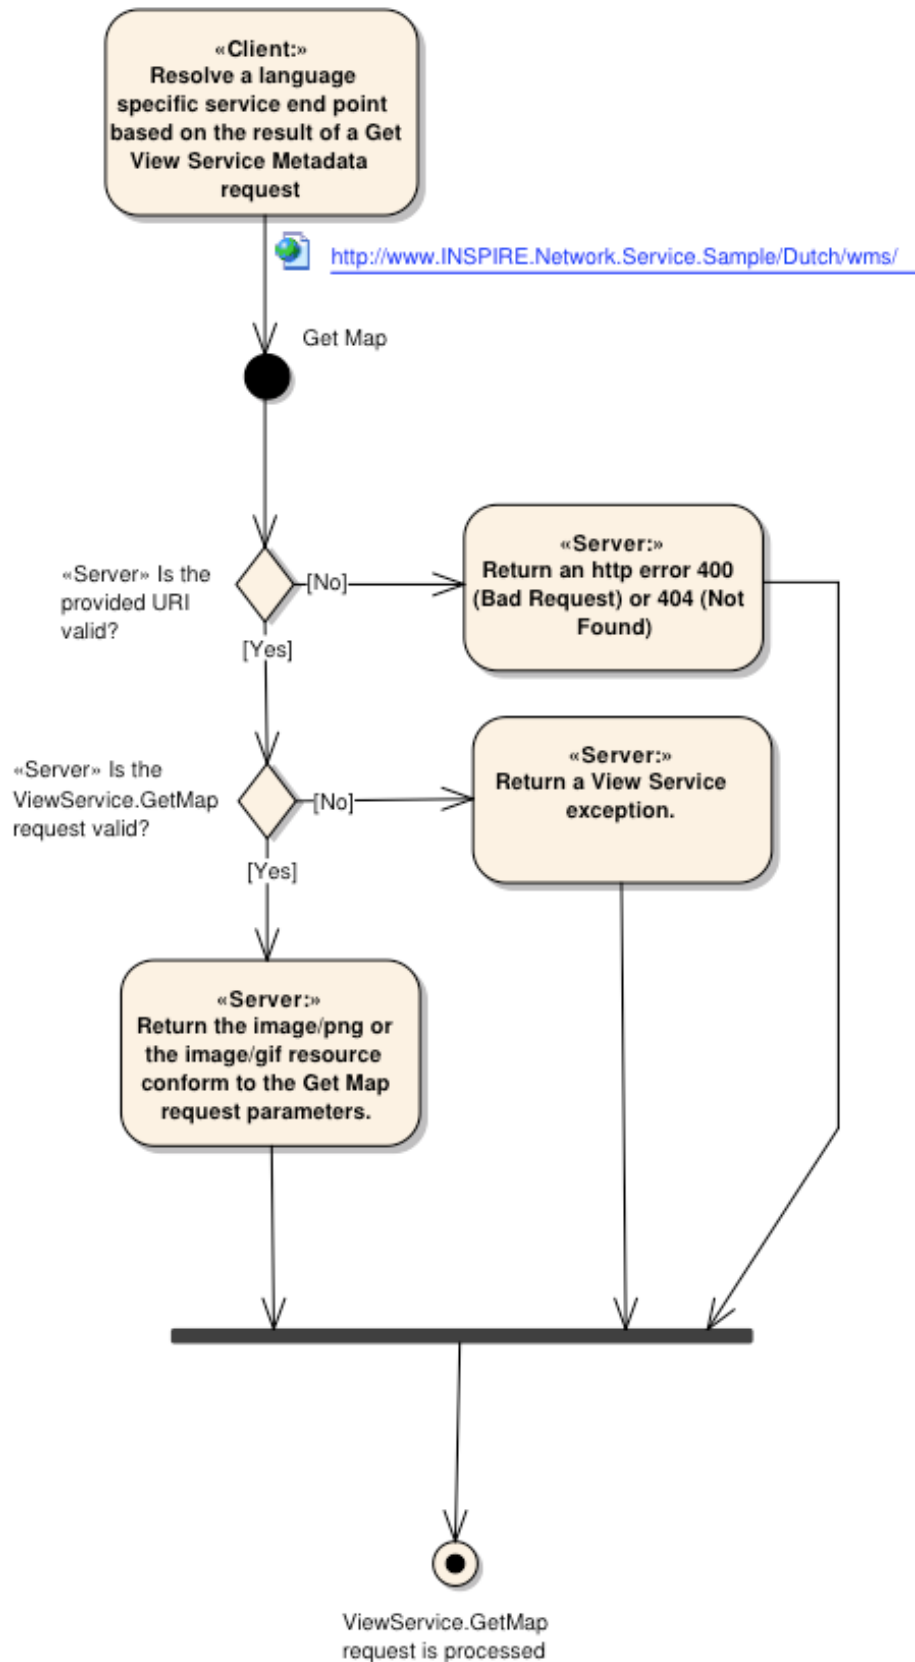 «Client:»
Resolve a language
specific service end point
based on the result of a Get
View Service Metadata
request
http://www.INSPIRE.Network.Service.Sample/Dutch/wms/
Get Map
«Server» Is the
provided URI
valid?
[No]
[Yes]
«Server:»
Return an http error 400
(Bad Request) or 404 (Not
Found)
«Server» Is the
ViewService.GetMap
request valid?
[No]
[Yes]
«Server:»
Return a View Service
exception.
«Server:»
Return the image/png or
the image/gif resource
conform to the Get Map
request parameters.
ViewService.GetMap
request is processed